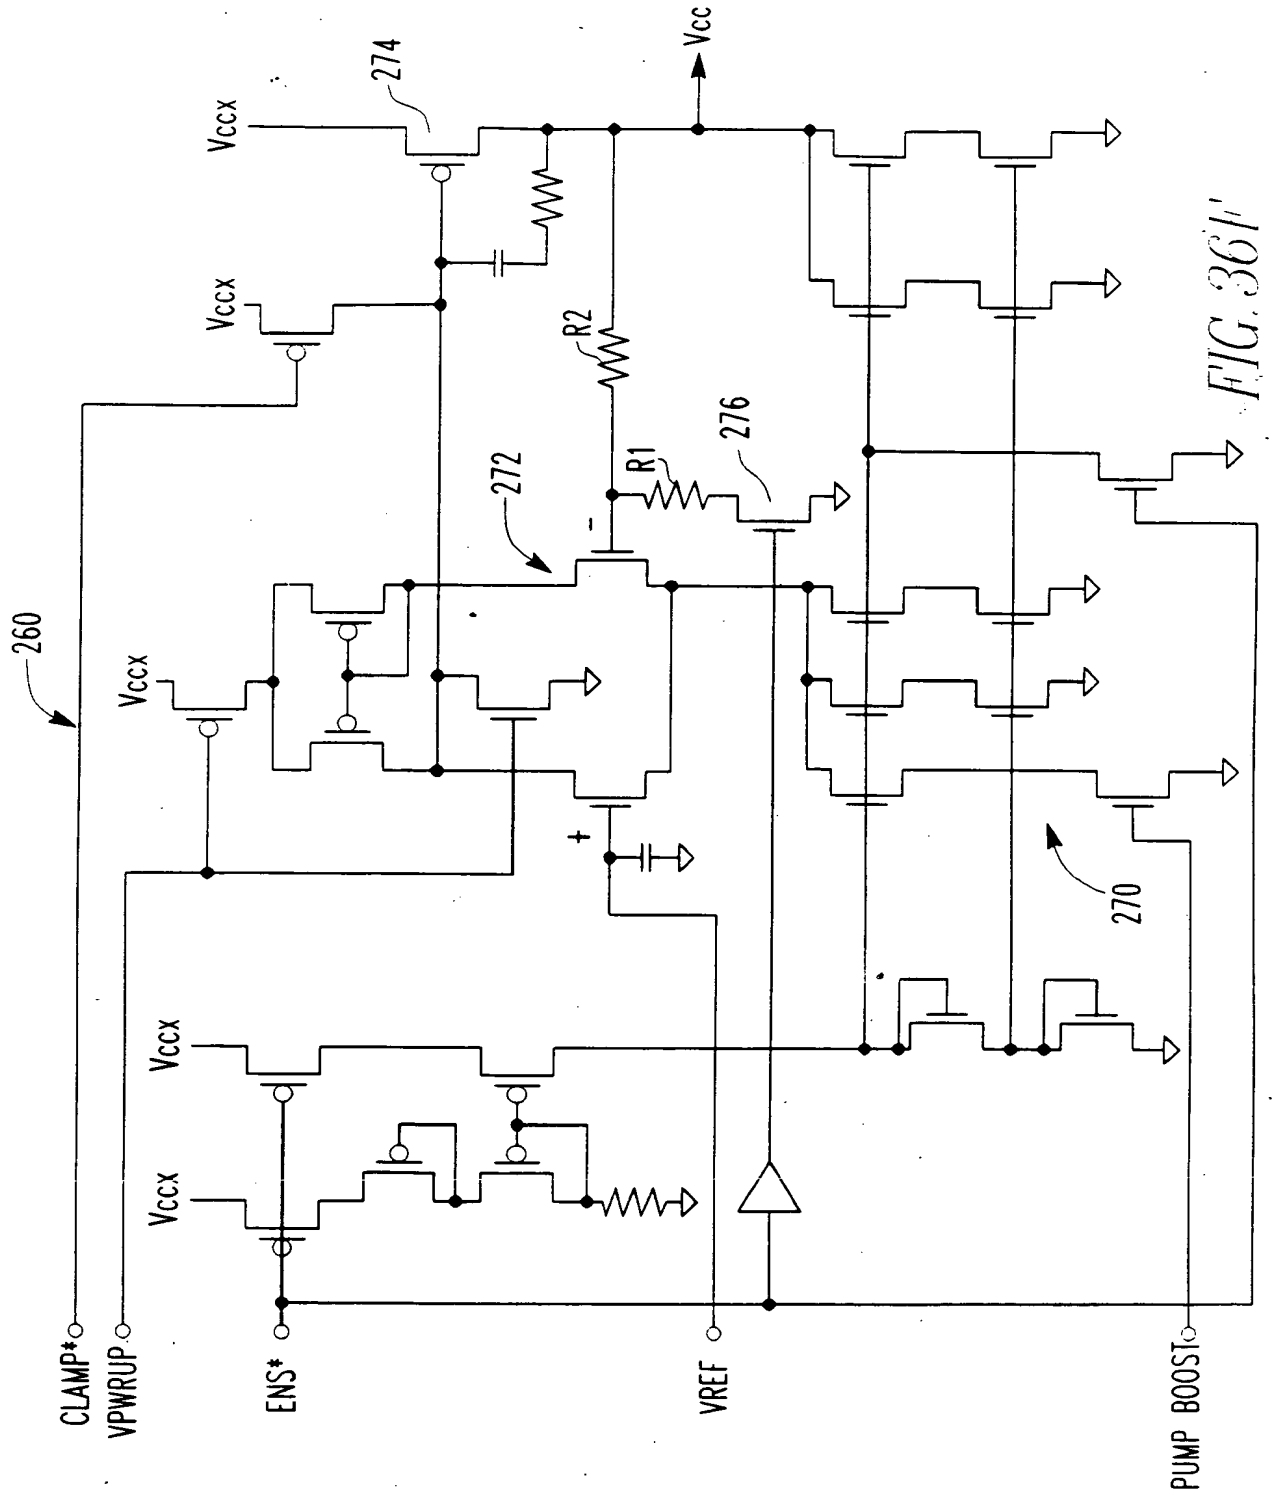 CLAMP*
VPWRUP
ENS*
VREF
PUMP BOOST
260
Vccx
Vccx
Vccx
Vccx
Vccx
274
272
R2
R1
276
+
-
270
Vcc
FIG. 36F